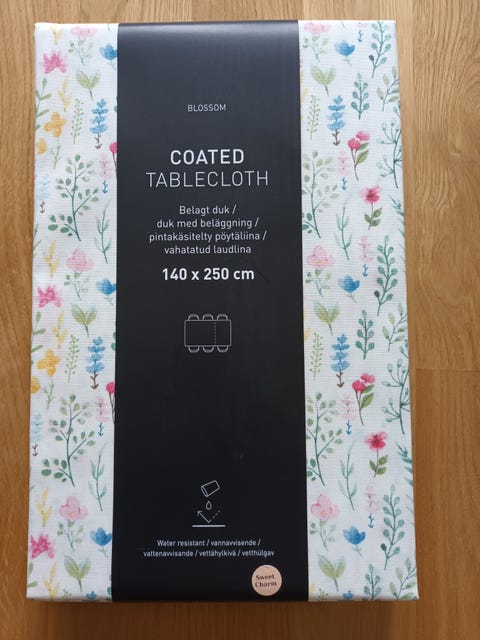 BLOSSOM
COATED
TABLECLOTH
Belagt duk /
duk med beläggning /
pintakäsitelty pöytäliina /
vahatatud laudlina
140 x 250 cm
Water resistant / vannavvisende /
vattenavvisande / vettähylkivä / vetthülgav
Sweet
Charm